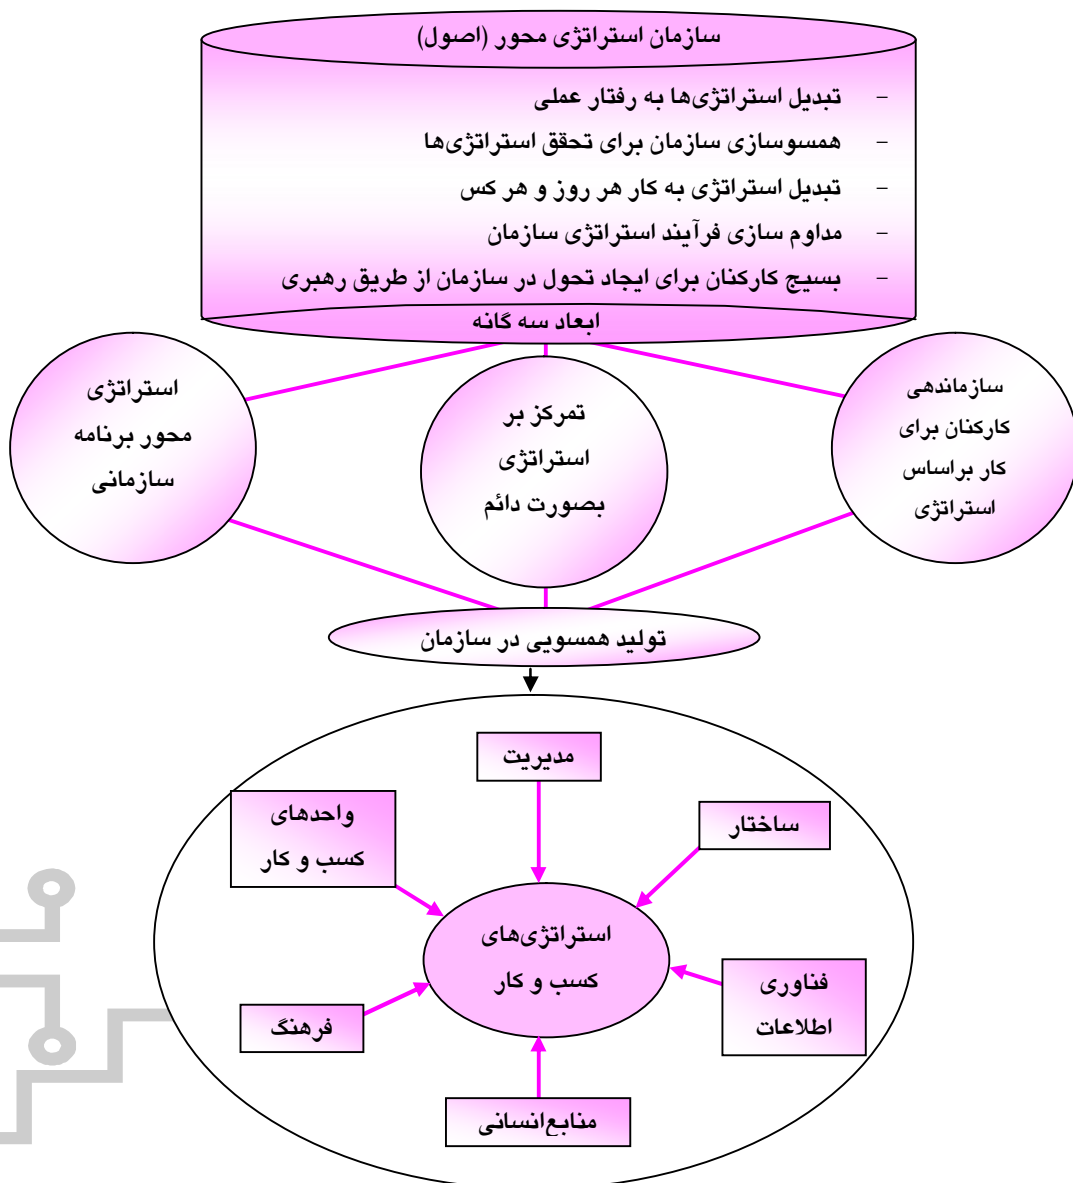 سازمان استراتژی محور (اصول)
- تبدیل استراتژی‌ها به رفتار عملی
- همسوسازی سازمان برای تحقق استراتژی‌ها
- تبدیل استراتژی به کار هر روز و هر کس
- مداوم سازی فرآیند استراتژی سازمان
- بسیج کارکنان برای ایجاد تحول در سازمان از طریق رهبری
ابعاد سه گانه
سازماندهی
کارکنان برای
کار براساس
استراتژی
تمرکز بر
استراتژی
بصورت دائم
استراتژی
محور برنامه
سازمانی
تولید همسویی در سازمان
مدیریت
ساختار
واحدهای
کسب و کار
استراتژی‌های
کسب و کار
فناوری
اطلاعات
فرهنگ
منابع‌انسانی